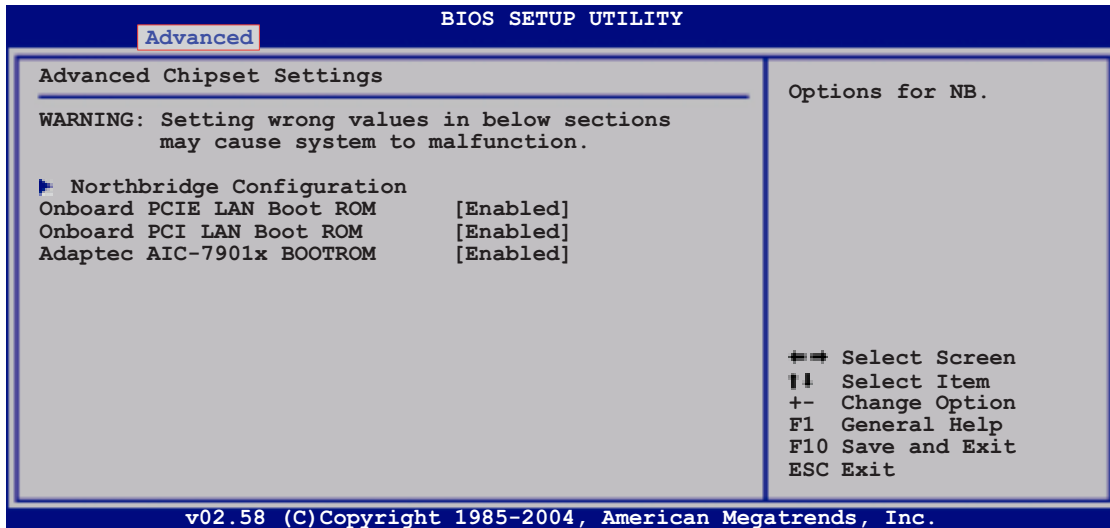 BIOS SETUP UTILITY
Advanced
Advanced Chipset Settings
WARNING: Setting wrong values in below sections
may cause system to malfunction.
Northbridge Configuration
Onboard PCIE LAN Boot ROM [Enabled]
Onboard PCI LAN Boot ROM [Enabled]
Adaptec AIC-7901x BOOTROM [Enabled]
Options for NB.
←→ Select Screen
↑↓ Select Item
+- Change Option
F1 General Help
F10 Save and Exit
ESC Exit
v02.58 (C)Copyright 1985-2004, American Megatrends, Inc.